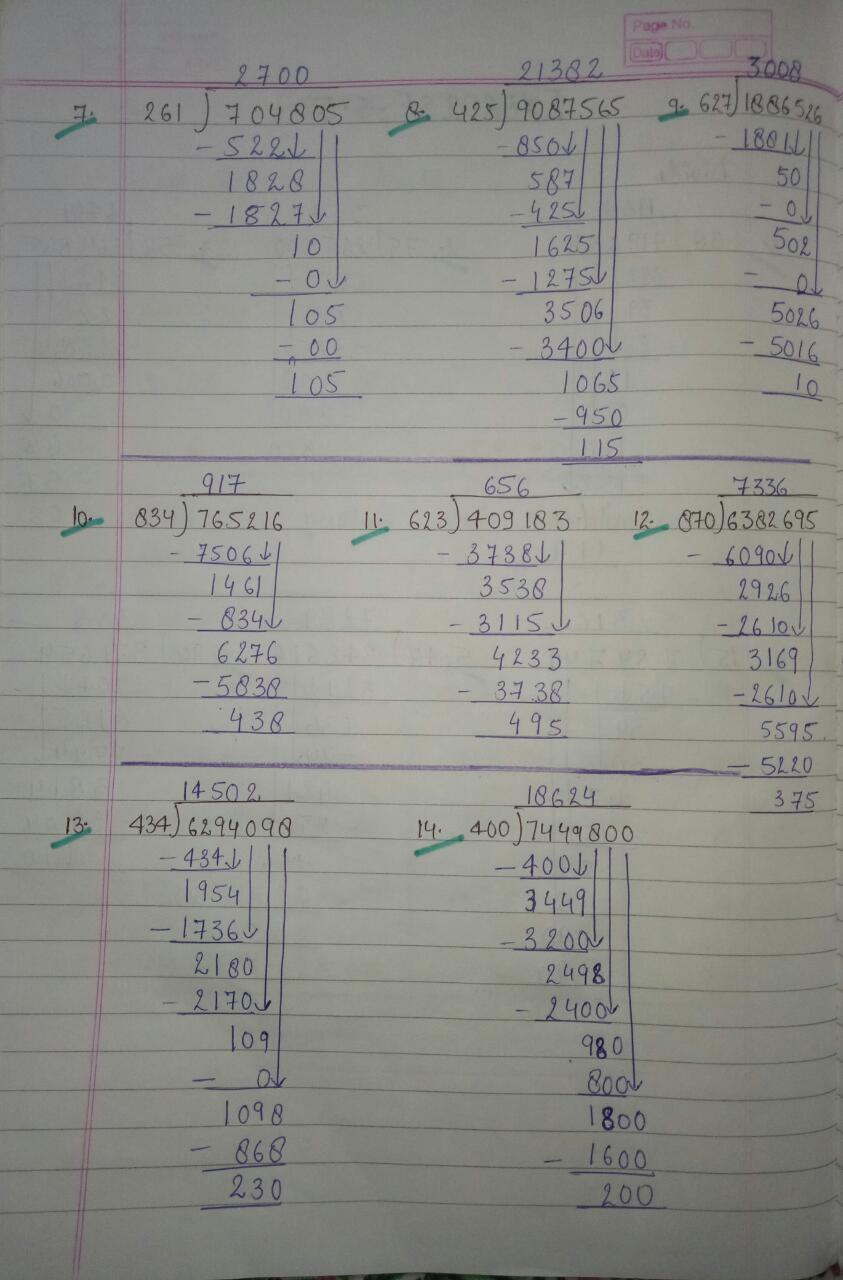 Page No.
Date
2700 21382 3008
7. 261)704805 8. 425)9087565 9. 627)1886526
-522↓ -850↓ -1881↓
1828 587 50
-1827↓ -425↓ -0↓
10 1625 502
-0↓ -1275↓ -0↓
105 3506 5026
-00 -3400↓ -5016
105 1065 10
-950
115
917 656 7336
10. 834)765216 11. 623)409183 12. 870)6382695
-7506↓ -3738↓ -6090↓
1461 3538 2926
-834↓ -3115↓ -2610↓
6276 4233 3169
-5838 -3738 -2610↓
438 495 5595
-5220
14502 18624 375
13. 434)6294098 14. 400)7449800
-434↓ -400↓
1954 3449
-1736↓ -3200↓
2180 2498
-2170↓ -2400↓
109 980
-0↓ 800↓
1098 1800
-868 -1600
230 200